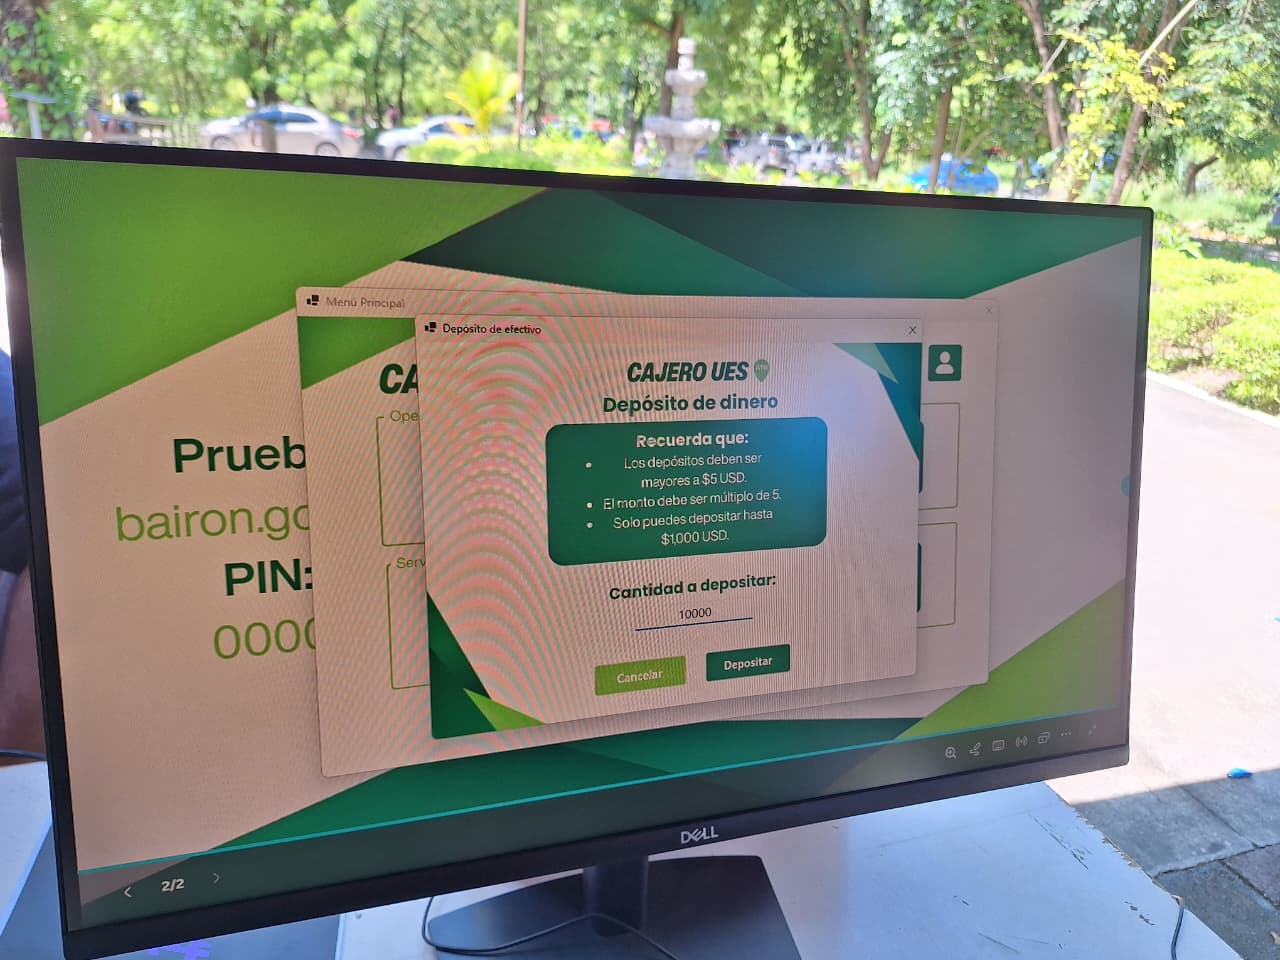 Menú Principal
Depósito de efectivo
CAJERO UES
Depósito de dinero
Recuerda que:
• Los depósitos deben ser
mayores a $5 USD.
• El monto debe ser múltiplo de 5.
• Solo puedes depositar hasta
$1,000 USD.
Cantidad a depositar:
10000
Cancelar
Depositar
CA
Ope
Serv
Prueb
bairon.go
PIN:
0000
2/2
DELL